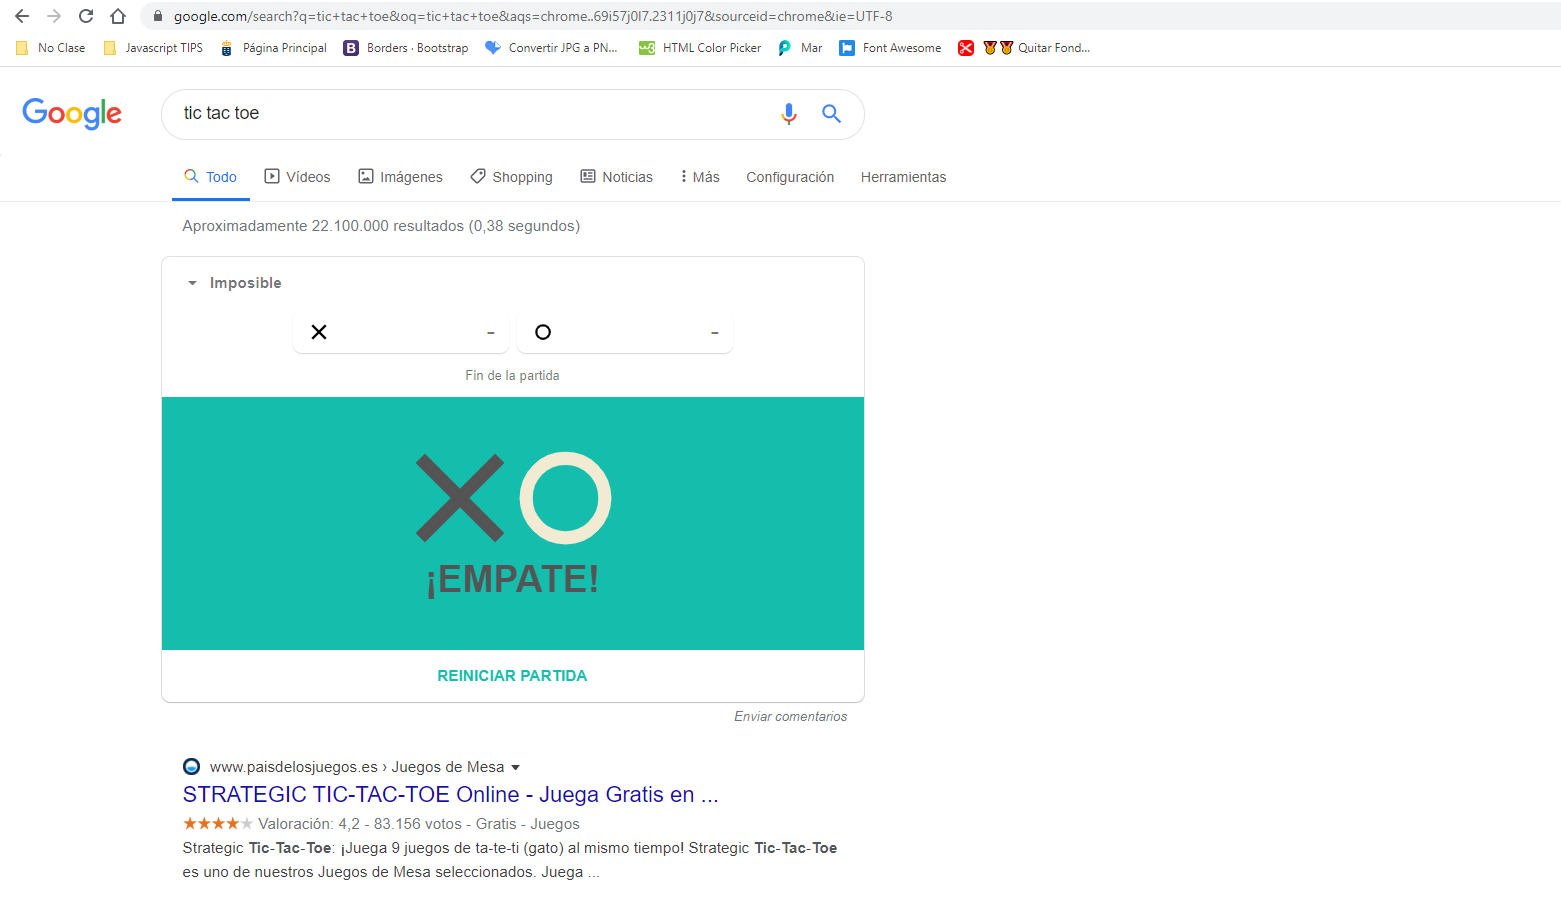 google.com/search?q=tic+tac+toe&oq=tic+tac+toe&aqs=chrome..69i57j0l7.2311j0j7&sourceid=chrome&ie=UTF-8
No Clase Javascript TIPS Página Principal B Borders · Bootstrap Convertir JPG a PN... w3 HTML Color Picker Mar Font Awesome Quitar Fond...
Google tic tac toe
Todo Vídeos Imágenes Shopping Noticias Más Configuración Herramientas
Aproximadamente 22.100.000 resultados (0,38 segundos)
Imposible
X - O -
Fin de la partida
XO
¡EMPATE!
REINICIAR PARTIDA
Enviar comentarios
www.paisdelosjuegos.es › Juegos de Mesa
STRATEGIC TIC-TAC-TOE Online - Juega Gratis en ...
Valoración: 4,2 - 83.156 votos - Gratis - Juegos
Strategic Tic-Tac-Toe: ¡Juega 9 juegos de ta-te-ti (gato) al mismo tiempo! Strategic Tic-Tac-Toe
es uno de nuestros Juegos de Mesa seleccionados. Juega ...